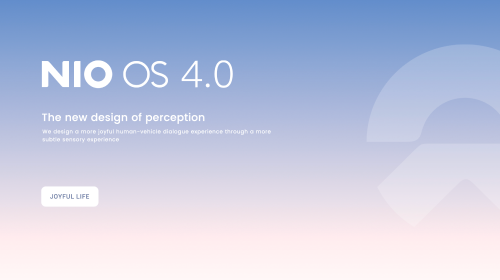 NIO OS 4.0
The new design of perception
We design a more joyful human-vehicle dialogue experience through a more
subtle sensory experience
JOYFUL LIFE